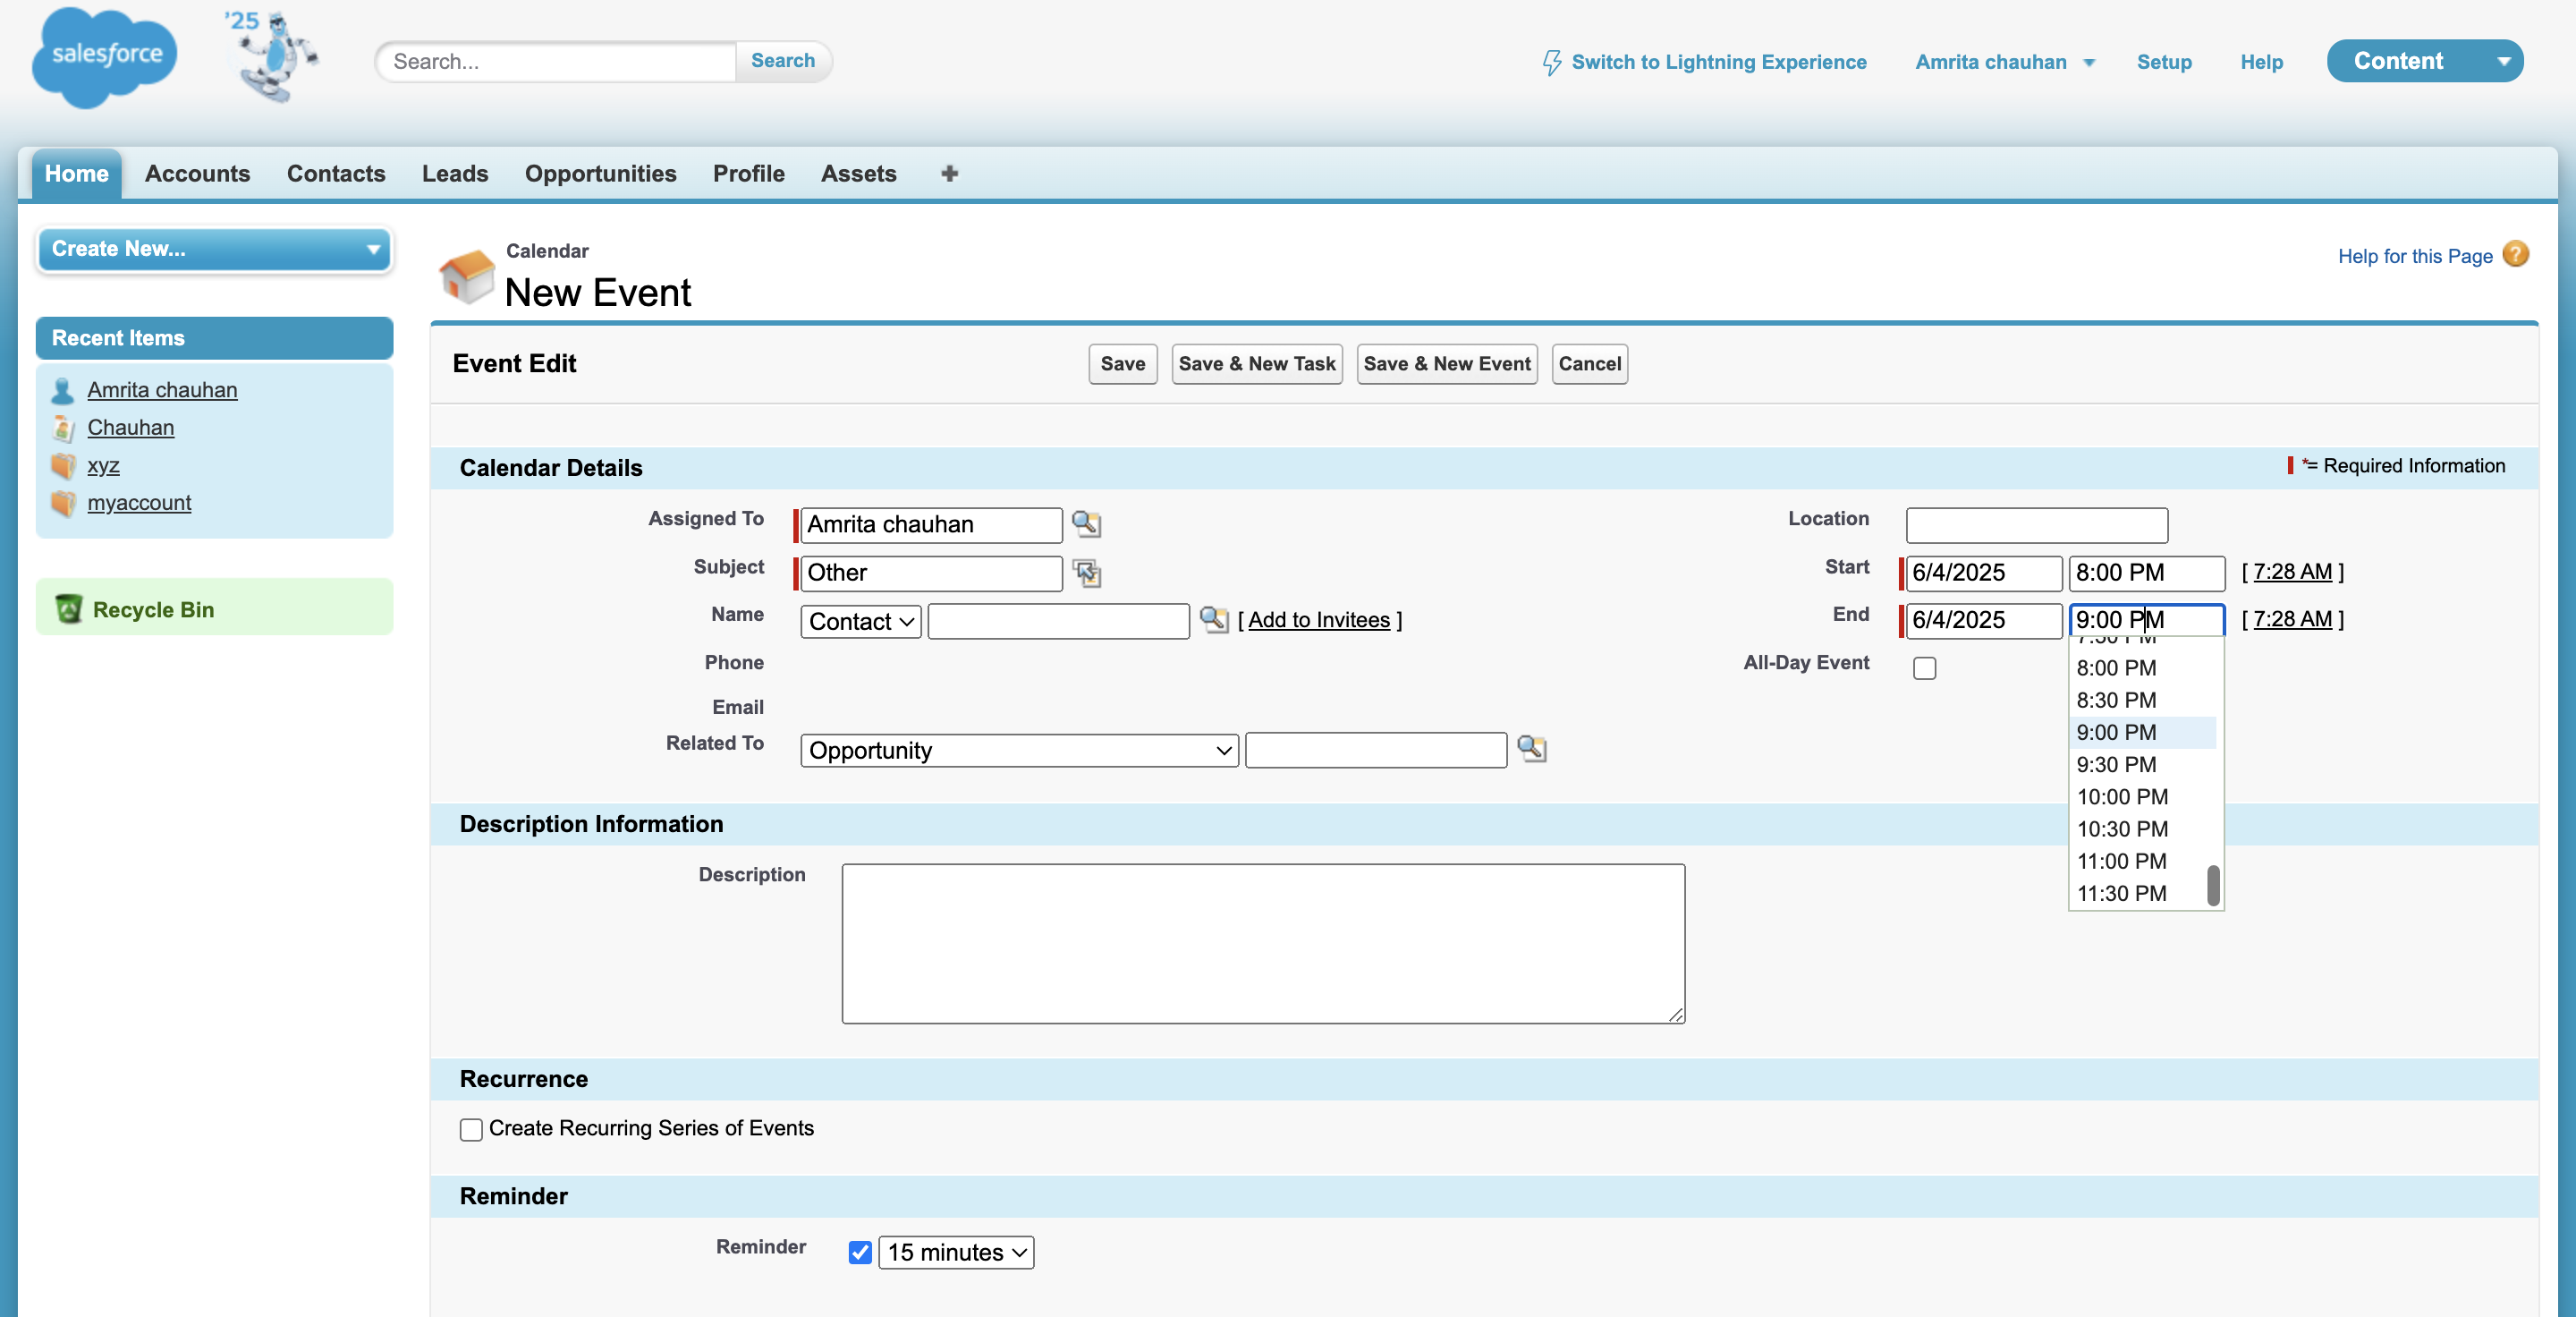 salesforce
'25
Search...
Search
Switch to Lightning Experience
Amrita chauhan
Setup
Help
Content
Home
Accounts
Contacts
Leads
Opportunities
Profile
Assets
+
Create New...
Recent Items
Amrita chauhan
Chauhan
xyz
myaccount
Recycle Bin
Calendar
New Event
Help for this Page ?
Event Edit
Save
Save & New Task
Save & New Event
Cancel
Calendar Details
*= Required Information
Assigned To Amrita chauhan
Location
Subject Other
Start 6/4/2025 8:00 PM [ 7:28 AM ]
Name Contact [ Add to Invitees ]
End 6/4/2025 9:00 PM [ 7:28 AM ]
7:30 PM
Phone
All-Day Event
8:00 PM
8:30 PM
9:00 PM
9:30 PM
10:00 PM
10:30 PM
11:00 PM
11:30 PM
Email
Related To Opportunity
Description Information
Description
Recurrence
Create Recurring Series of Events
Reminder
Reminder 15 minutes